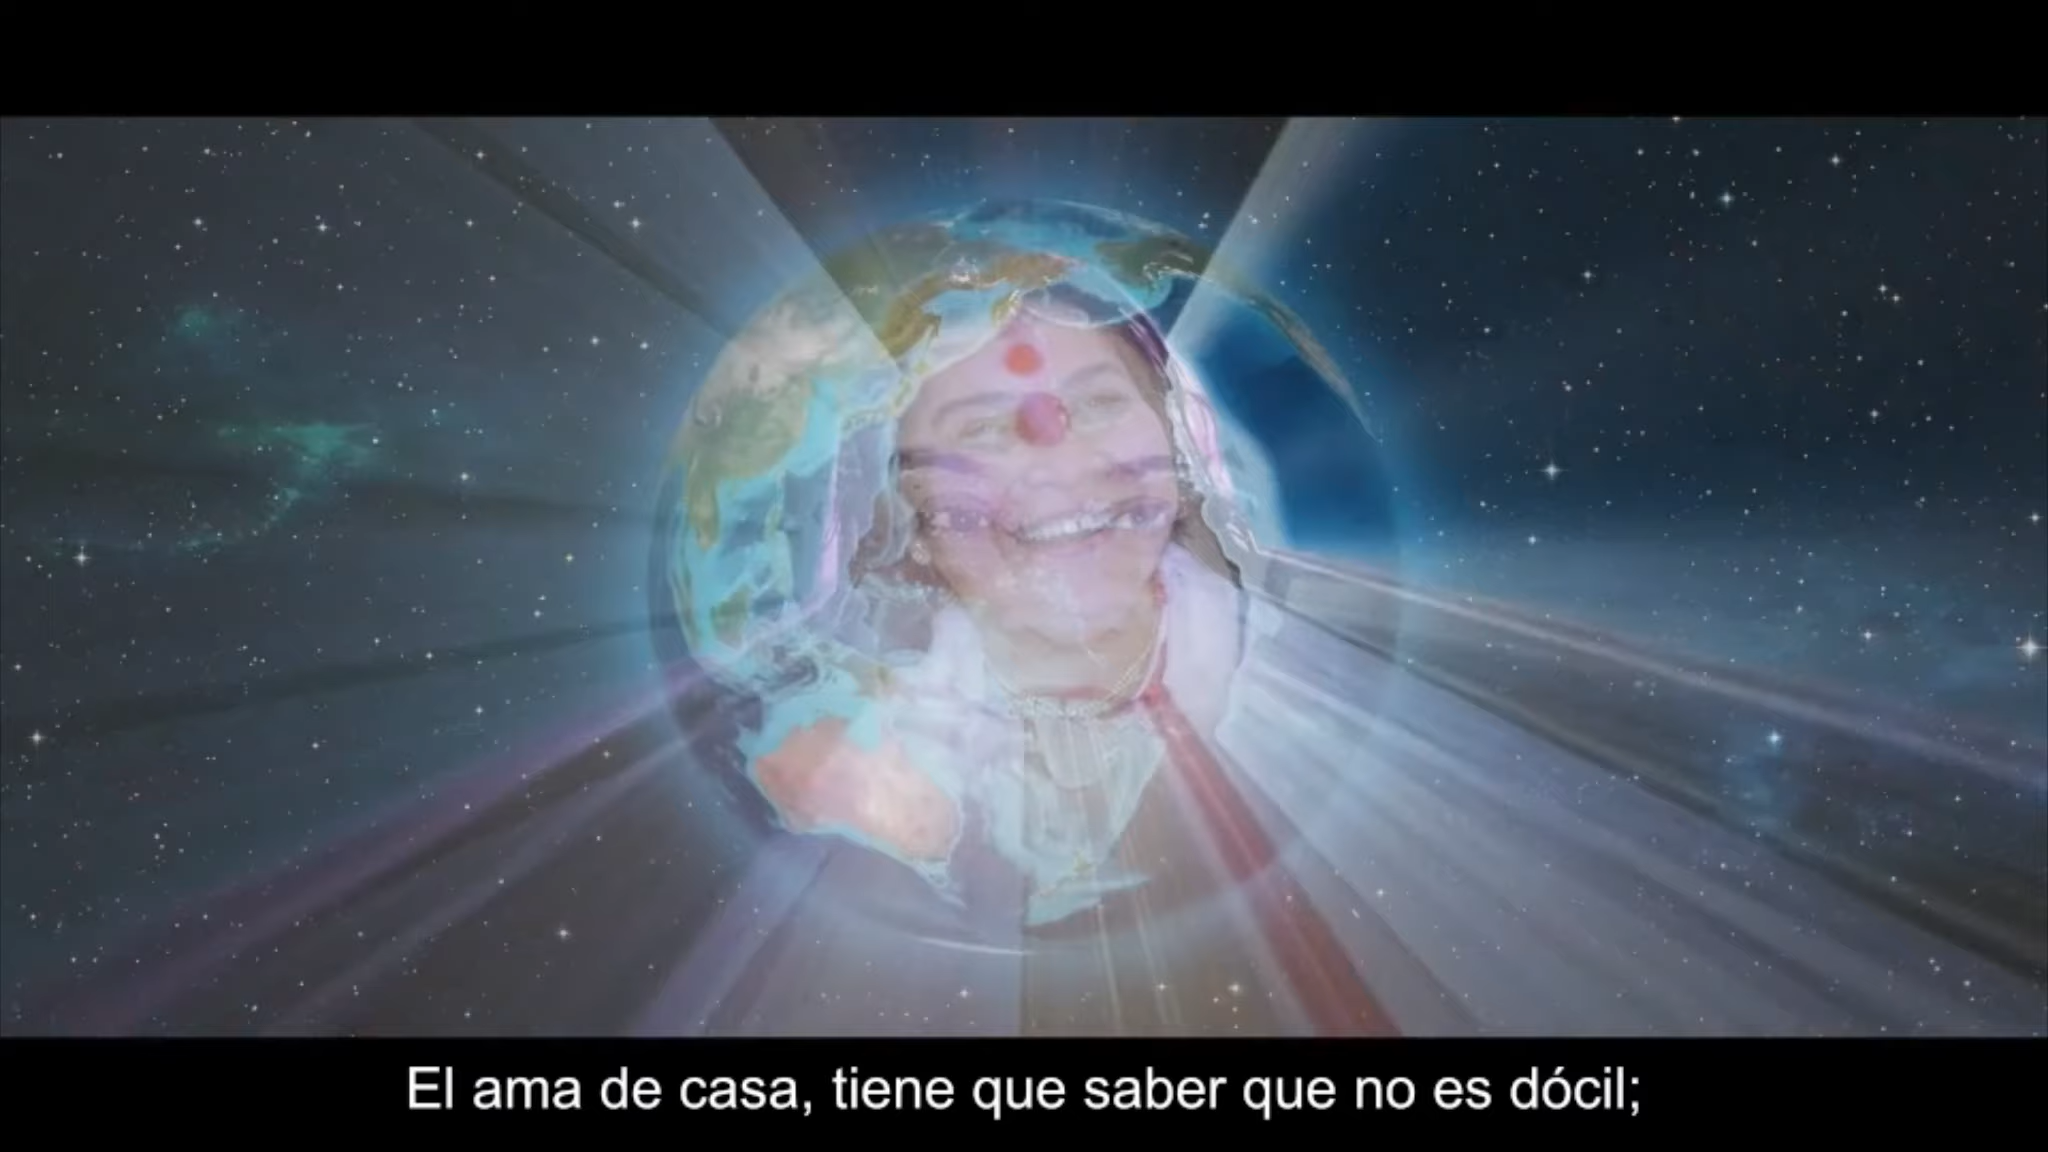 El ama de casa, tiene que saber que no es dócil;